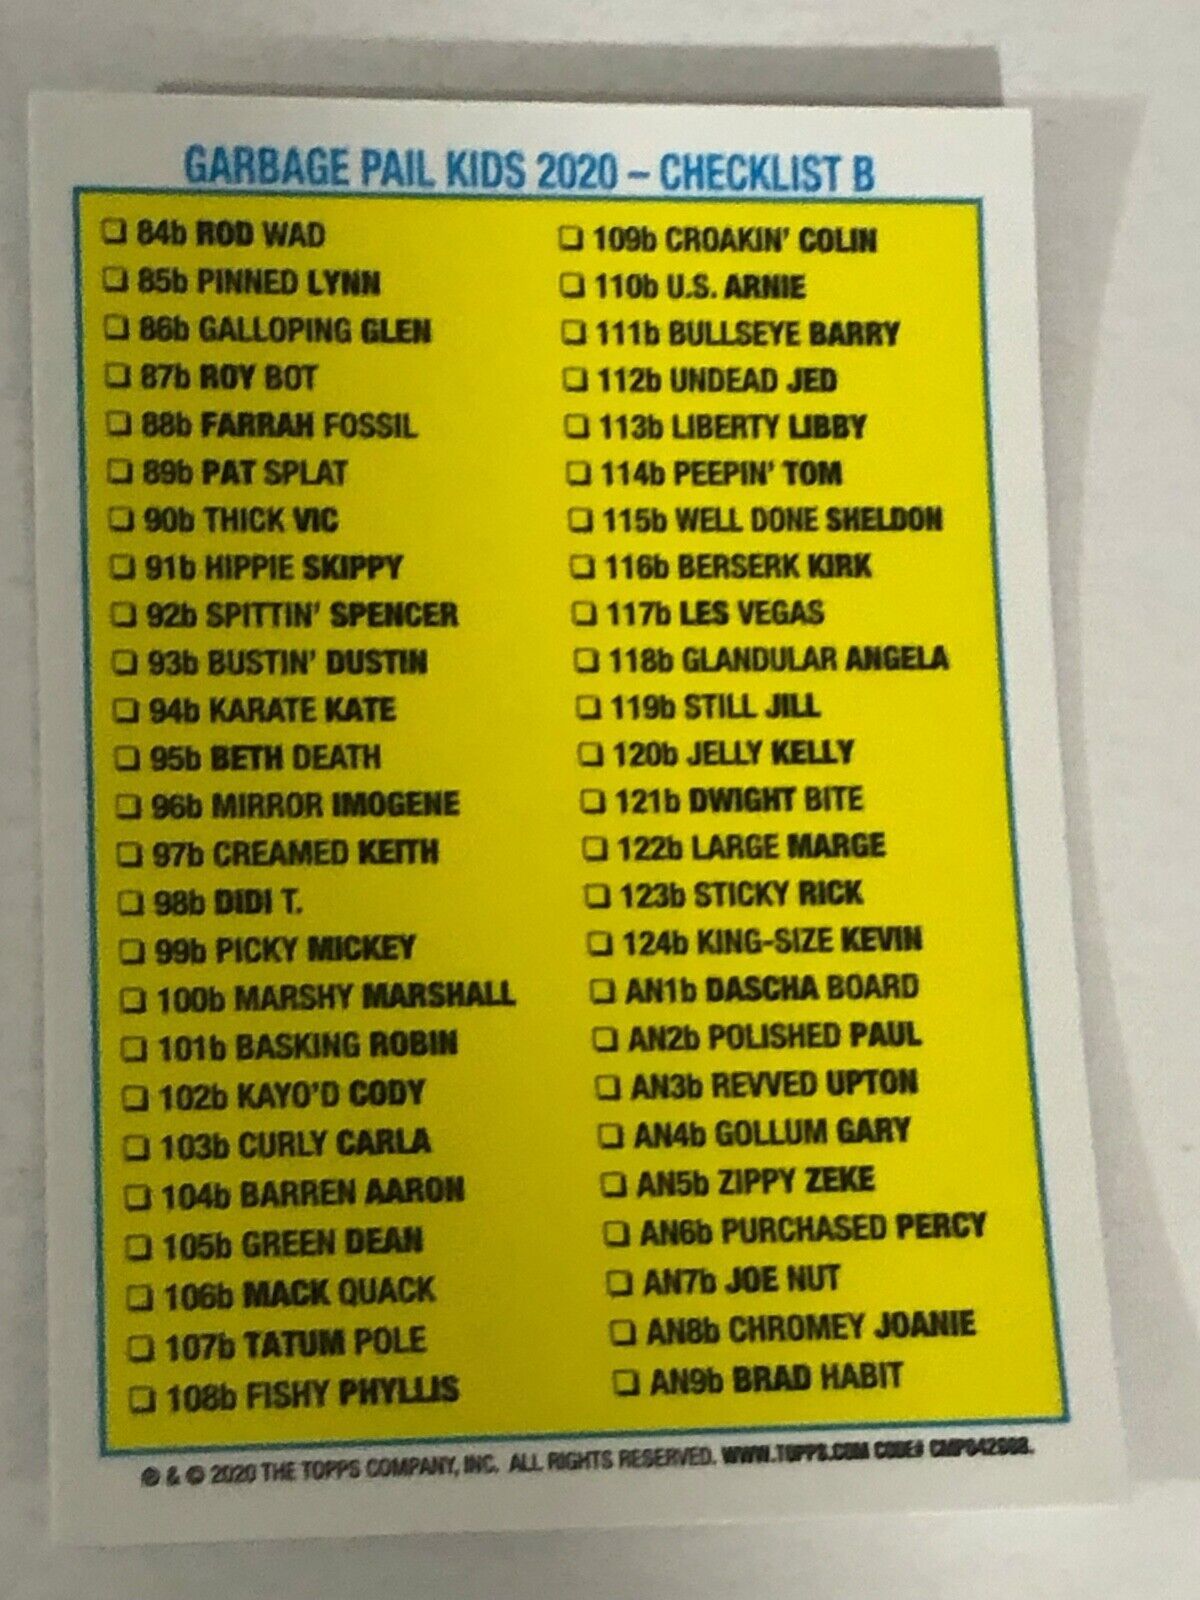 GARBAGE PAIL KIDS 2020 – CHECKLIST B
❏ 84b ROD WAD
❏ 85b PINNED LYNN
❏ 86b GALLOPING GLEN
❏ 87b ROY BOT
❏ 88b FARRAH FOSSIL
❏ 89b PAT SPLAT
❏ 90b THICK VIC
❏ 91b HIPPIE SKIPPY
❏ 92b SPITTIN' SPENCER
❏ 93b BUSTIN' DUSTIN
❏ 94b KARATE KATE
❏ 95b BETH DEATH
❏ 96b MIRROR IMOGENE
❏ 97b CREAMED KEITH
❏ 98b DIDI T.
❏ 99b PICKY MICKEY
❏ 100b MARSHY MARSHALL
❏ 101b BASKING ROBIN
❏ 102b KAYO'D CODY
❏ 103b CURLY CARLA
❏ 104b BARREN AARON
❏ 105b GREEN DEAN
❏ 106b MACK QUACK
❏ 107b TATUM POLE
❏ 108b FISHY PHYLLIS
❏ 109b CROAKIN' COLIN
❏ 110b U.S. ARNIE
❏ 111b BULLSEYE BARRY
❏ 112b UNDEAD JED
❏ 113b LIBERTY LIBBY
❏ 114b PEEPIN' TOM
❏ 115b WELL DONE SHELDON
❏ 116b BERSERK KIRK
❏ 117b LES VEGAS
❏ 118b GLANDULAR ANGELA
❏ 119b STILL JILL
❏ 120b JELLY KELLY
❏ 121b DWIGHT BITE
❏ 122b LARGE MARGE
❏ 123b STICKY RICK
❏ 124b KING-SIZE KEVIN
❏ AN1b DASCHA BOARD
❏ AN2b POLISHED PAUL
❏ AN3b REVVED UPTON
❏ AN4b GOLLUM GARY
❏ AN5b ZIPPY ZEKE
❏ AN6b PURCHASED PERCY
❏ AN7b JOE NUT
❏ AN8b CHROMEY JOANIE
❏ AN9b BRAD HABIT
® & © 2020 THE TOPPS COMPANY, INC. ALL RIGHTS RESERVED. WWW.TOPPS.COM CODE#